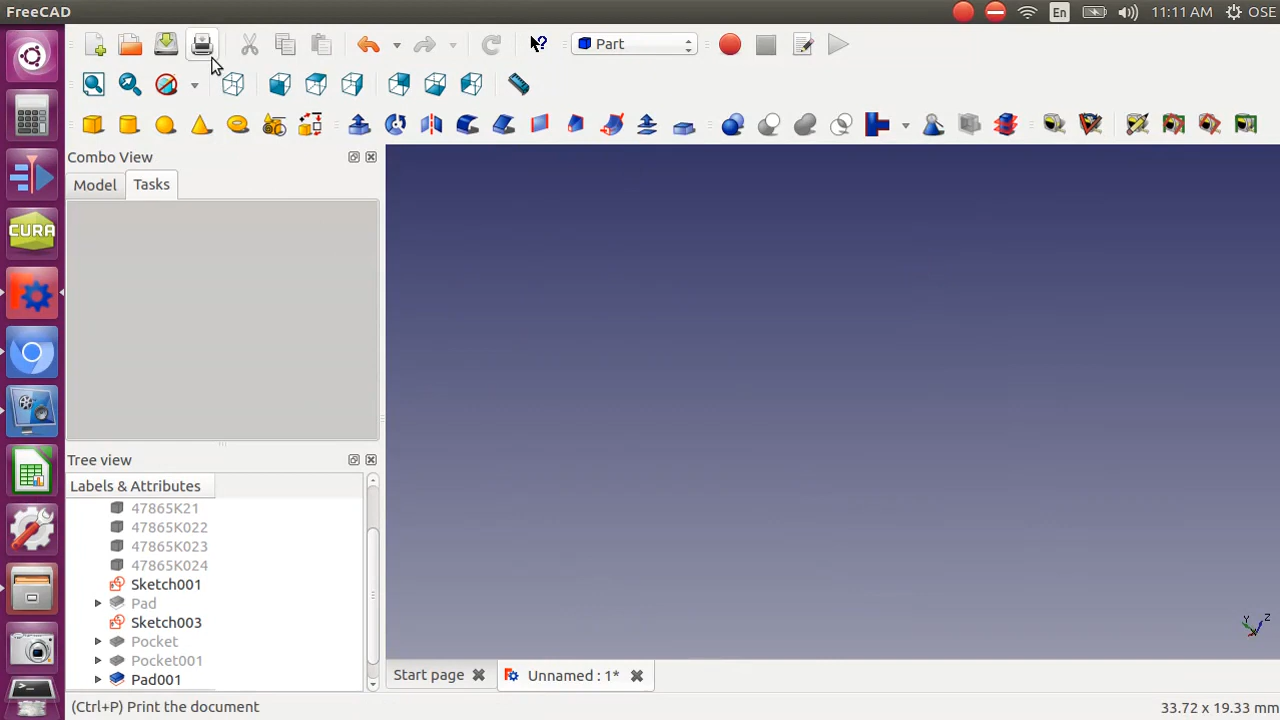 FreeCAD
En
11:11 AM
OSE
Part
Combo View
Model
Tasks
CURA
Tree view
Labels & Attributes
47865K21
47865K022
47865K023
47865K024
Sketch001
Pad
Sketch003
Pocket
Pocket001
Pad001
Start page
Unnamed : 1*
Y
Z
(Ctrl+P) Print the document
33.72 x 19.33 mm